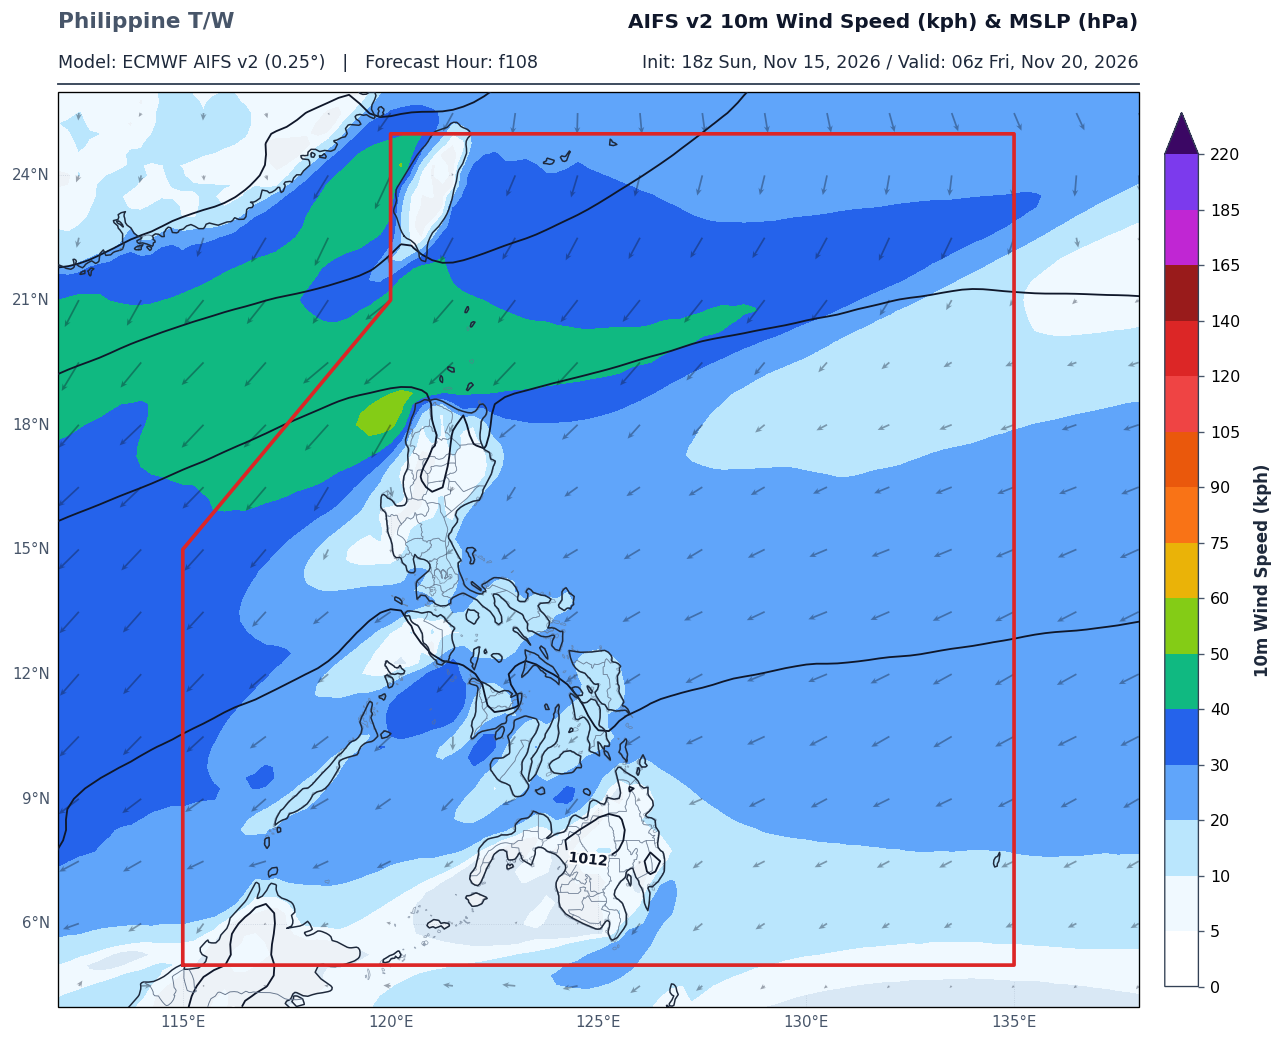 Philippine T/W
AIFS v2 10m Wind Speed (kph) & MSLP (hPa)
Model: ECMWF AIFS v2 (0.25°)   |   Forecast Hour: f108
Init: 18z Sun, Nov 15, 2026 / Valid: 06z Fri, Nov 20, 2026
24°N
21°N
18°N
15°N
12°N
9°N
6°N
1012
115°E
120°E
125°E
130°E
135°E
220
185
165
140
120
105
90
75
60
50
40
30
20
10
5
0
10m Wind Speed (kph)